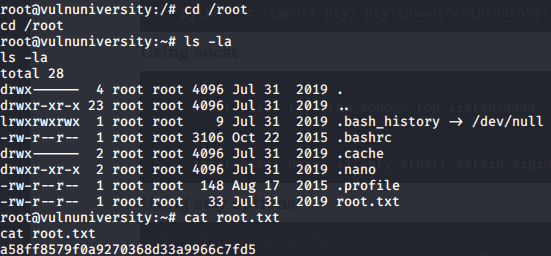 root@vulnuniversity:/# cd /root
cd /root
root@vulnuniversity:~# ls -la
ls -la
total 28
drwx------  4 root root 4096 Jul 31  2019 .
drwxr-xr-x 23 root root 4096 Jul 31  2019 ..
lrwxrwxrwx  1 root root    9 Jul 31  2019 .bash_history -> /dev/null
-rw-r--r--  1 root root 3106 Oct 22  2015 .bashrc
drwx------  2 root root 4096 Jul 31  2019 .cache
drwxr-xr-x  2 root root 4096 Jul 31  2019 .nano
-rw-r--r--  1 root root  148 Aug 17  2015 .profile
-rw-r--r--  1 root root   33 Jul 31  2019 root.txt
root@vulnuniversity:~# cat root.txt
cat root.txt
a58ff8579f0a9270368d33a9966c7fd5